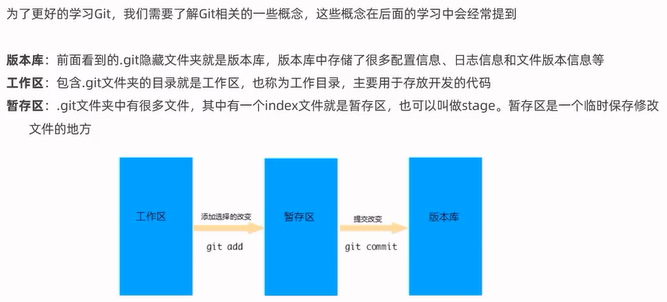 为了更好的学习Git，我们需要了解Git相关的一些概念，这些概念在后面的学习中会经常提到
版本库：前面看到的.git隐藏文件夹就是版本库，版本库中存储了很多配置信息、日志信息和文件版本信息等
工作区：包含.git文件夹的目录就是工作区，也称为工作目录，主要用于存放开发的代码
暂存区：.git文件夹中有很多文件，其中有一个index文件就是暂存区，也可以叫做stage。暂存区是一个临时保存修改
文件的地方
工作区
添加选择的改变
git add
暂存区
提交改变
git commit
版本库